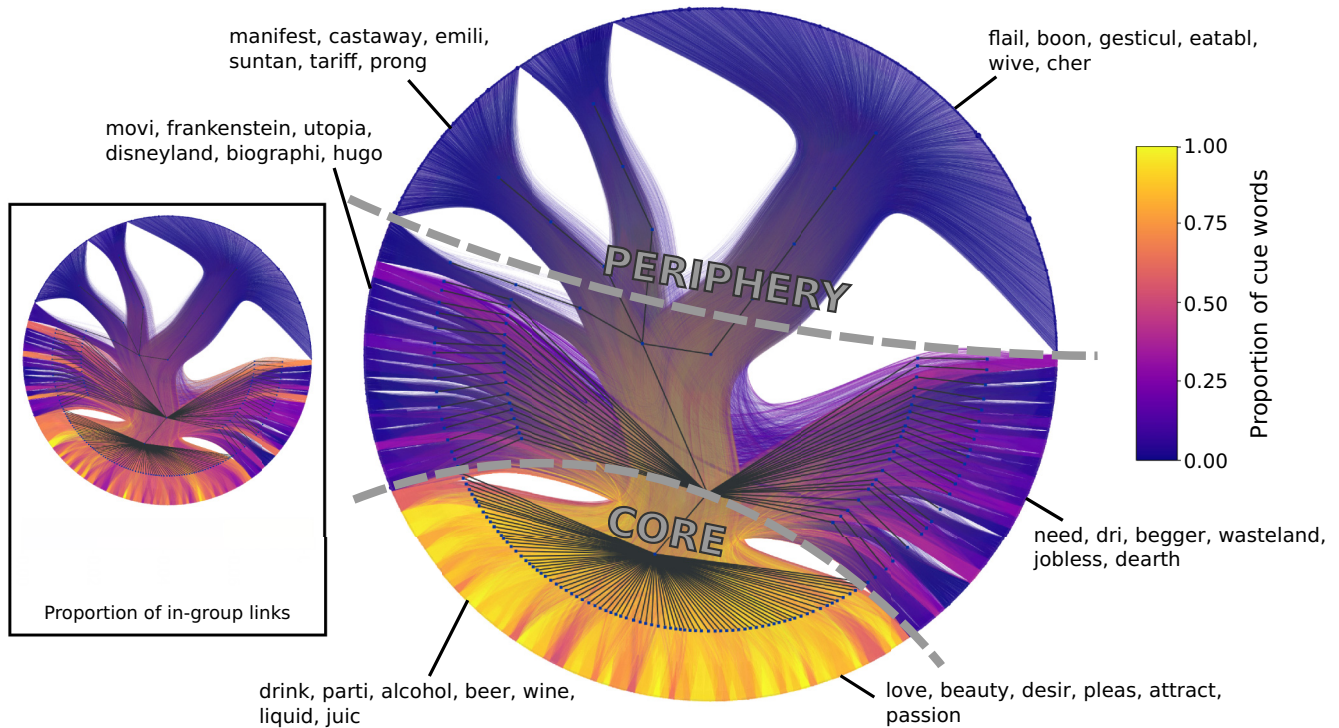 manifest, castaway, emili,
suntan, tariff, prong
flail, boon, gesticul, eatabl,
wive, cher
movi, frankenstein, utopia,
disneyland, biographi, hugo
1.00
0.75
0.50
0.25
0.00
Proportion of cue words
PERIPHERY
CORE
need, dri, begger, wasteland,
jobless, dearth
Proportion of in-group links
drink, parti, alcohol, beer, wine,
liquid, juic
love, beauty, desir, pleas, attract,
passion